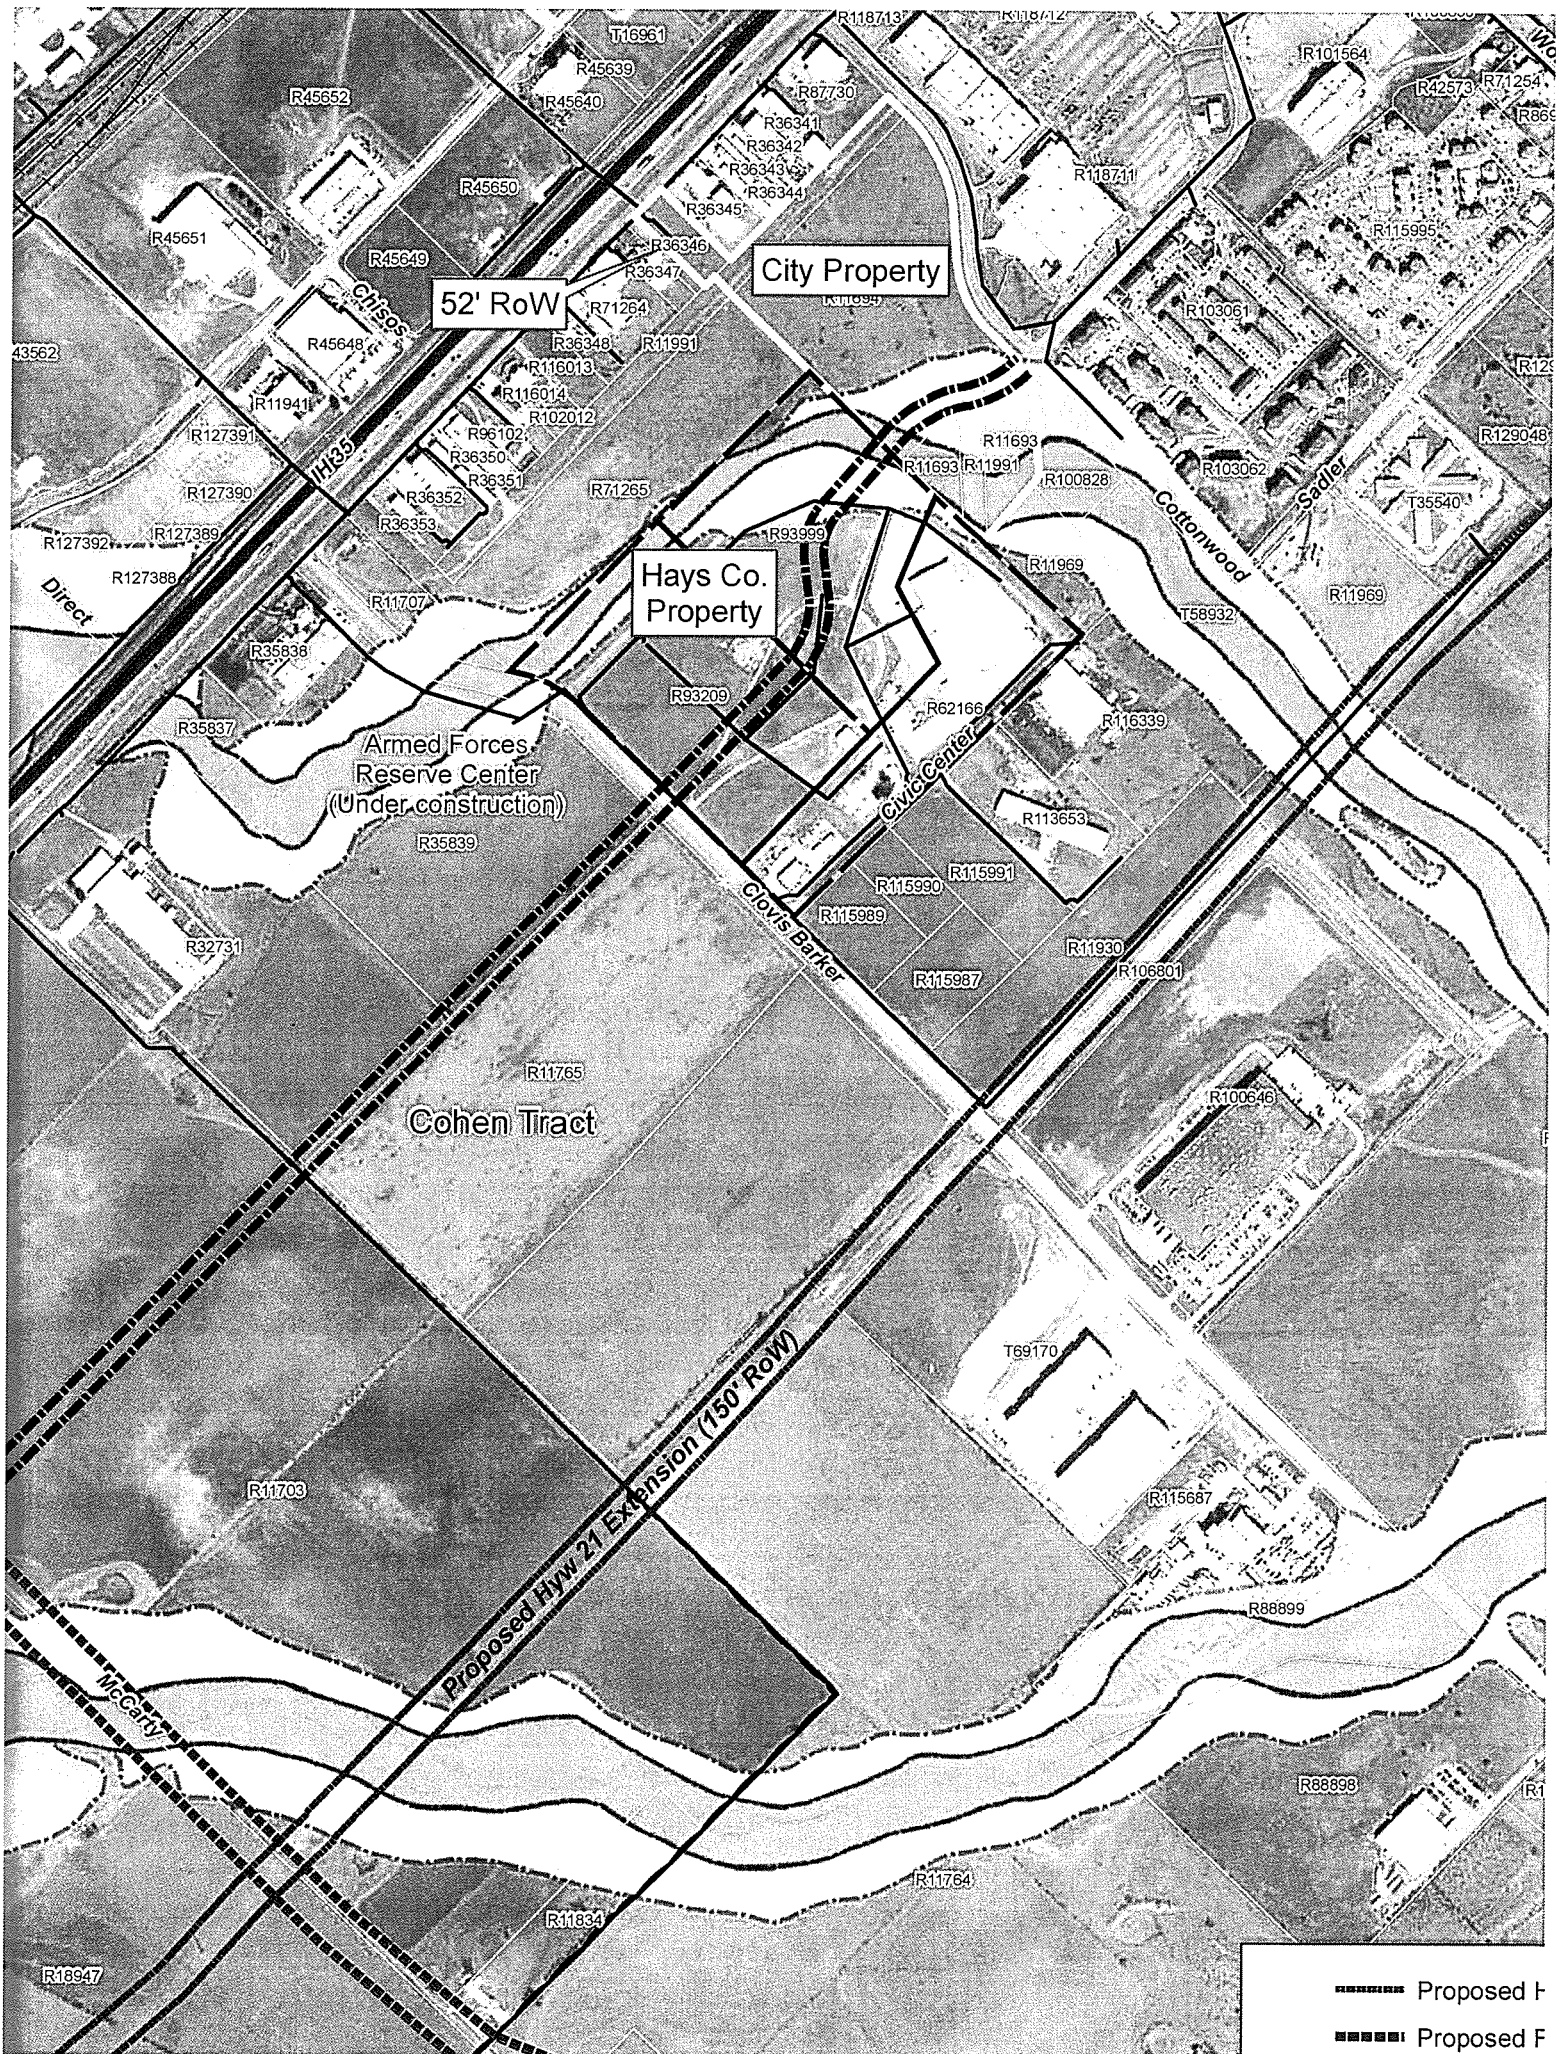 R118713
R118712
T16961
R45639
R101564
R71254
R42573
R87730
R45652
R45640
R36341
R36342
R36343
R36344
R118711
R45650
R36345
R45651
R115995
R45649
R36346
R36347
City Property
52' RoW
Chisos
R71264
R103061
R45648
R36348
R11991
43562
R116013
R116014
R11941
R102012
R127391
R96102
R36350
IH35
R11693
R129048
R36351
R11693
R11991
R103062
R127390
R36352
R71265
R100828
Sadler
T35540
R36353
Cottonwood
R127389
R93999
R127392
R127388
Hays Co.
Property
R11969
Direct
R11707
R11969
T58932
R35838
R93209
R62166
R116339
R35837
Armed Forces
Reserve Center
(Under construction)
Civic Center
R113653
R35839
R115991
R115990
Clovis Barker
R115989
R32731
R11930
R106801
R115987
R11765
R100646
Cohen Tract
T69170
Proposed Hyw 21 Extension (150' RoW)
R11703
R115687
R88899
McCarty
R88898
R11764
R11834
R18947
Proposed
Proposed